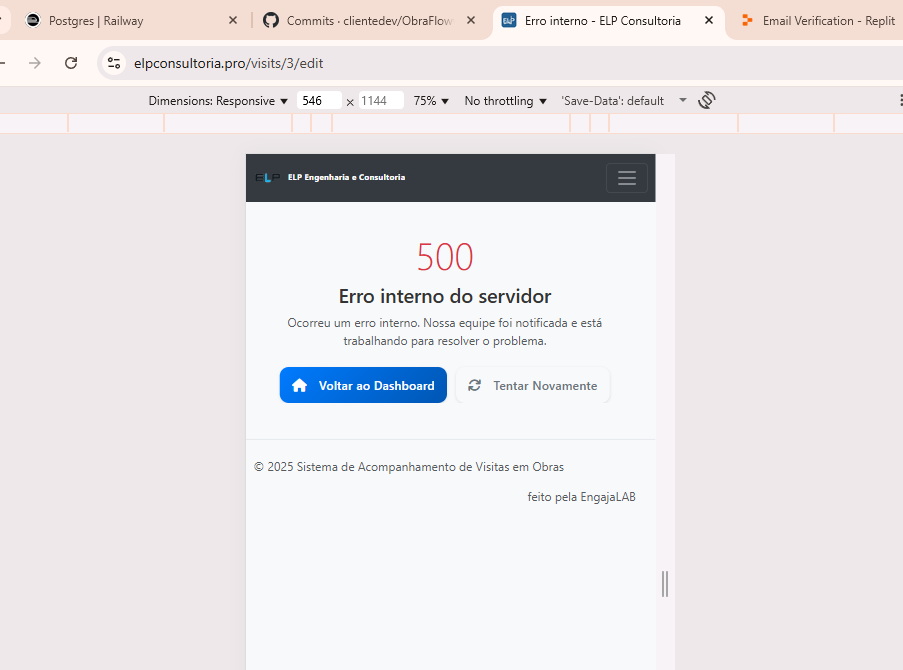 Postgres | Railway
Commits · clientedev/ObraFlow
Erro interno - ELP Consultoria
Email Verification - Replit
elpconsultoria.pro/visits/3/edit
Dimensions: Responsive 546 × 1144 75% No throttling 'Save-Data': default
ELP ELP Engenharia e Consultoria
500
Erro interno do servidor
Ocorreu um erro interno. Nossa equipe foi notificada e está
trabalhando para resolver o problema.
Voltar ao Dashboard
Tentar Novamente
© 2025 Sistema de Acompanhamento de Visitas em Obras
feito pela EngajaLAB